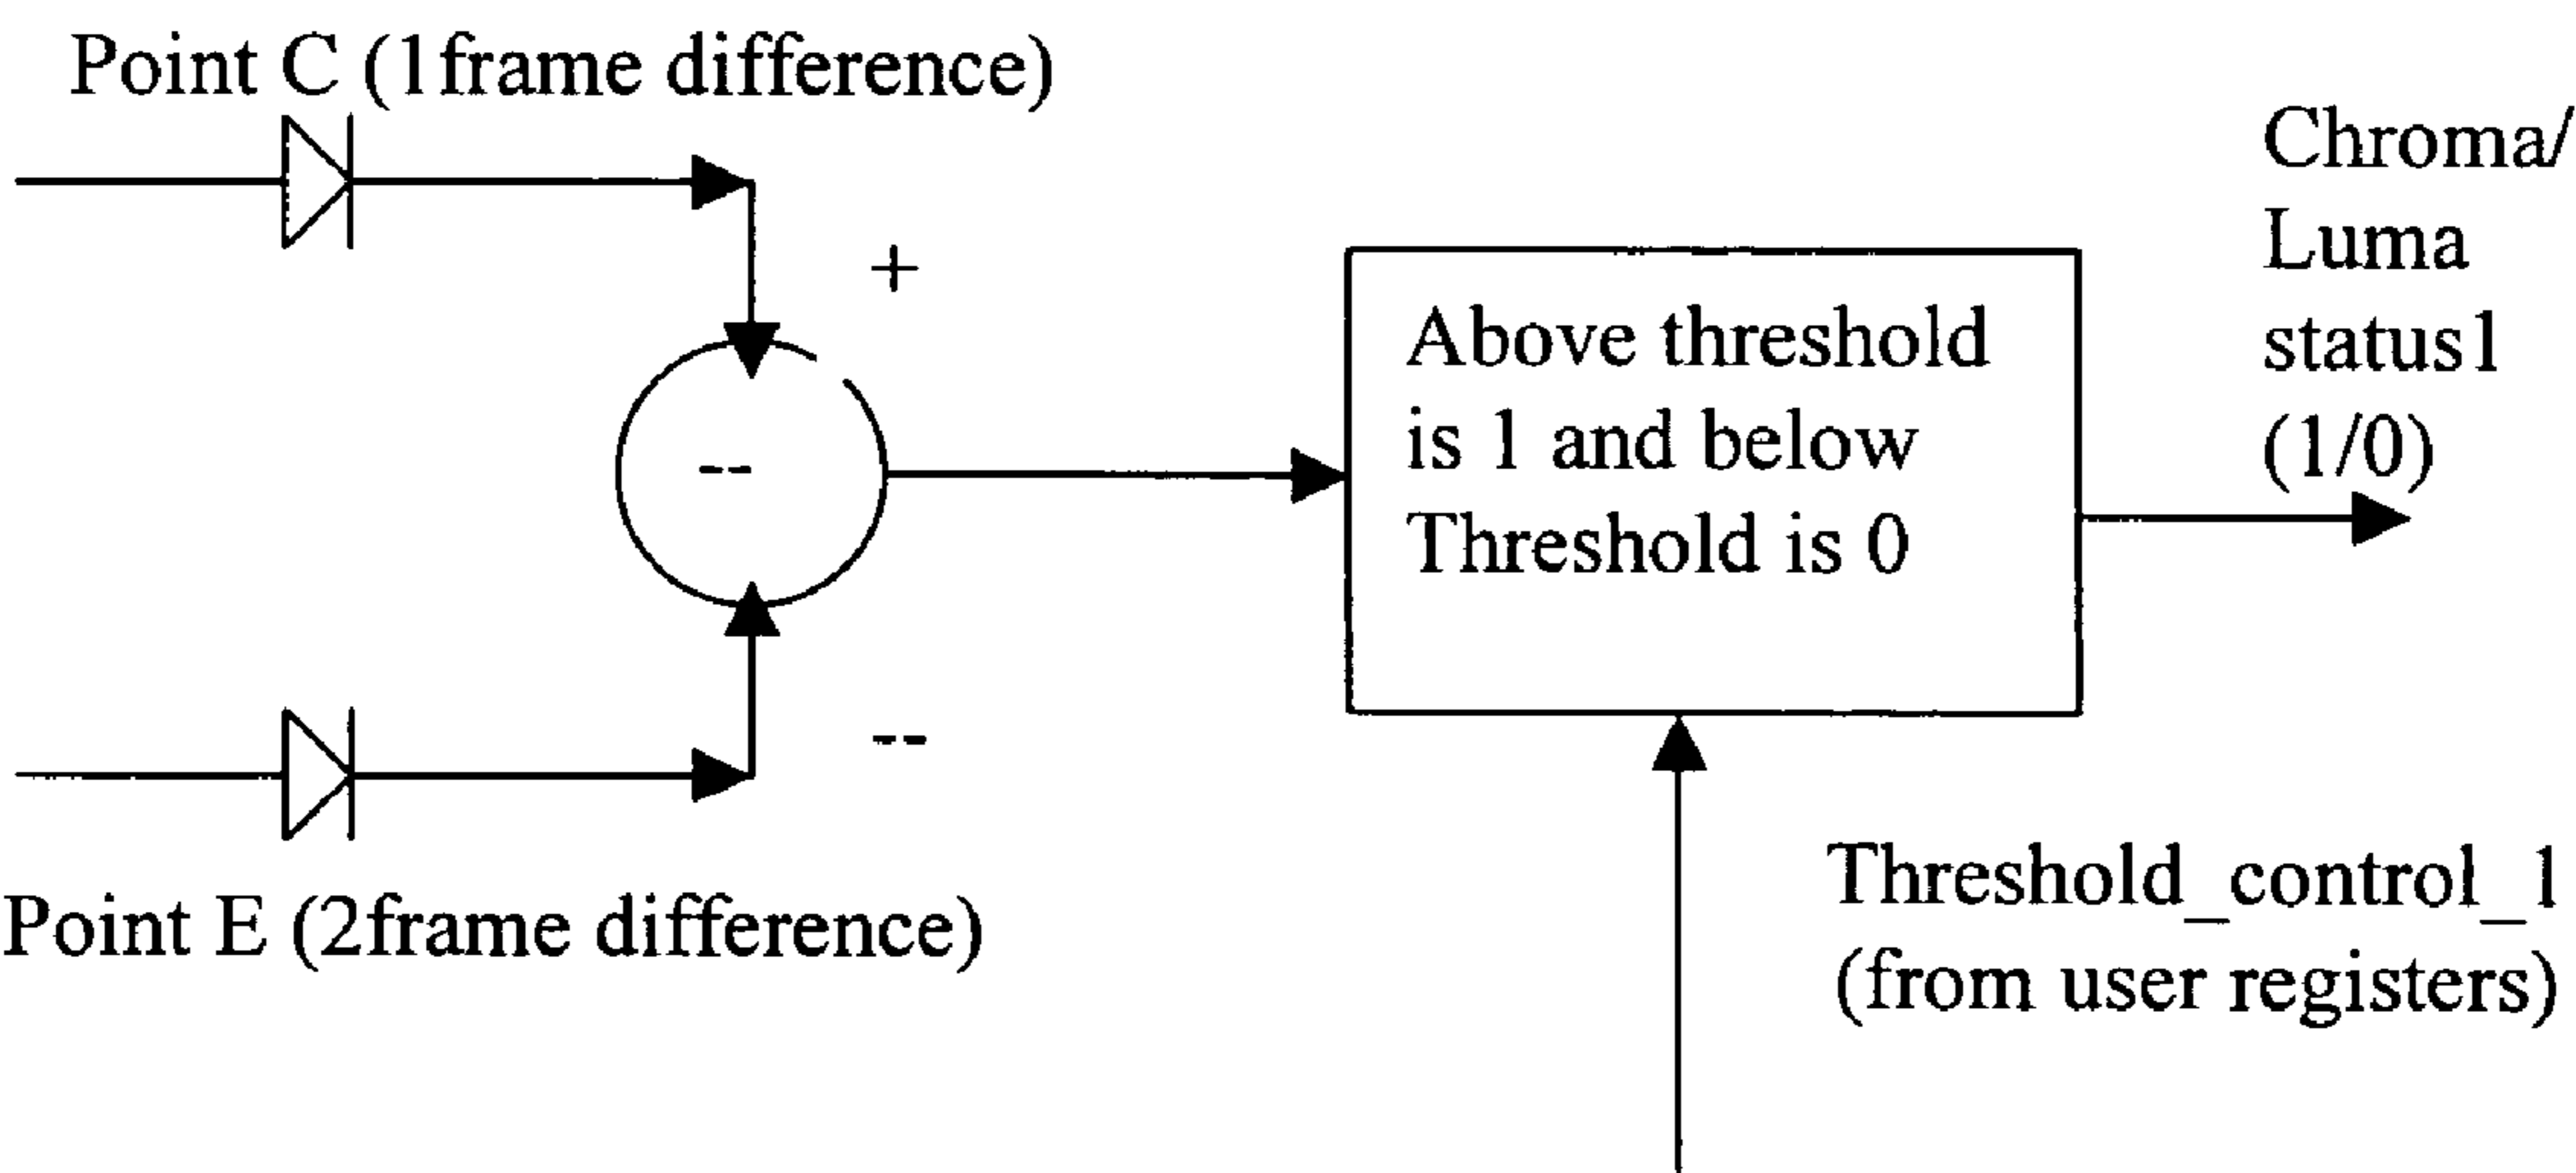 Point C (1frame difference)
+
--
--
Point E (2frame difference)
Above threshold
is 1 and below
Threshold is 0
Chroma/
Luma
status1
(1/0)
Threshold_control_1
(from user registers)